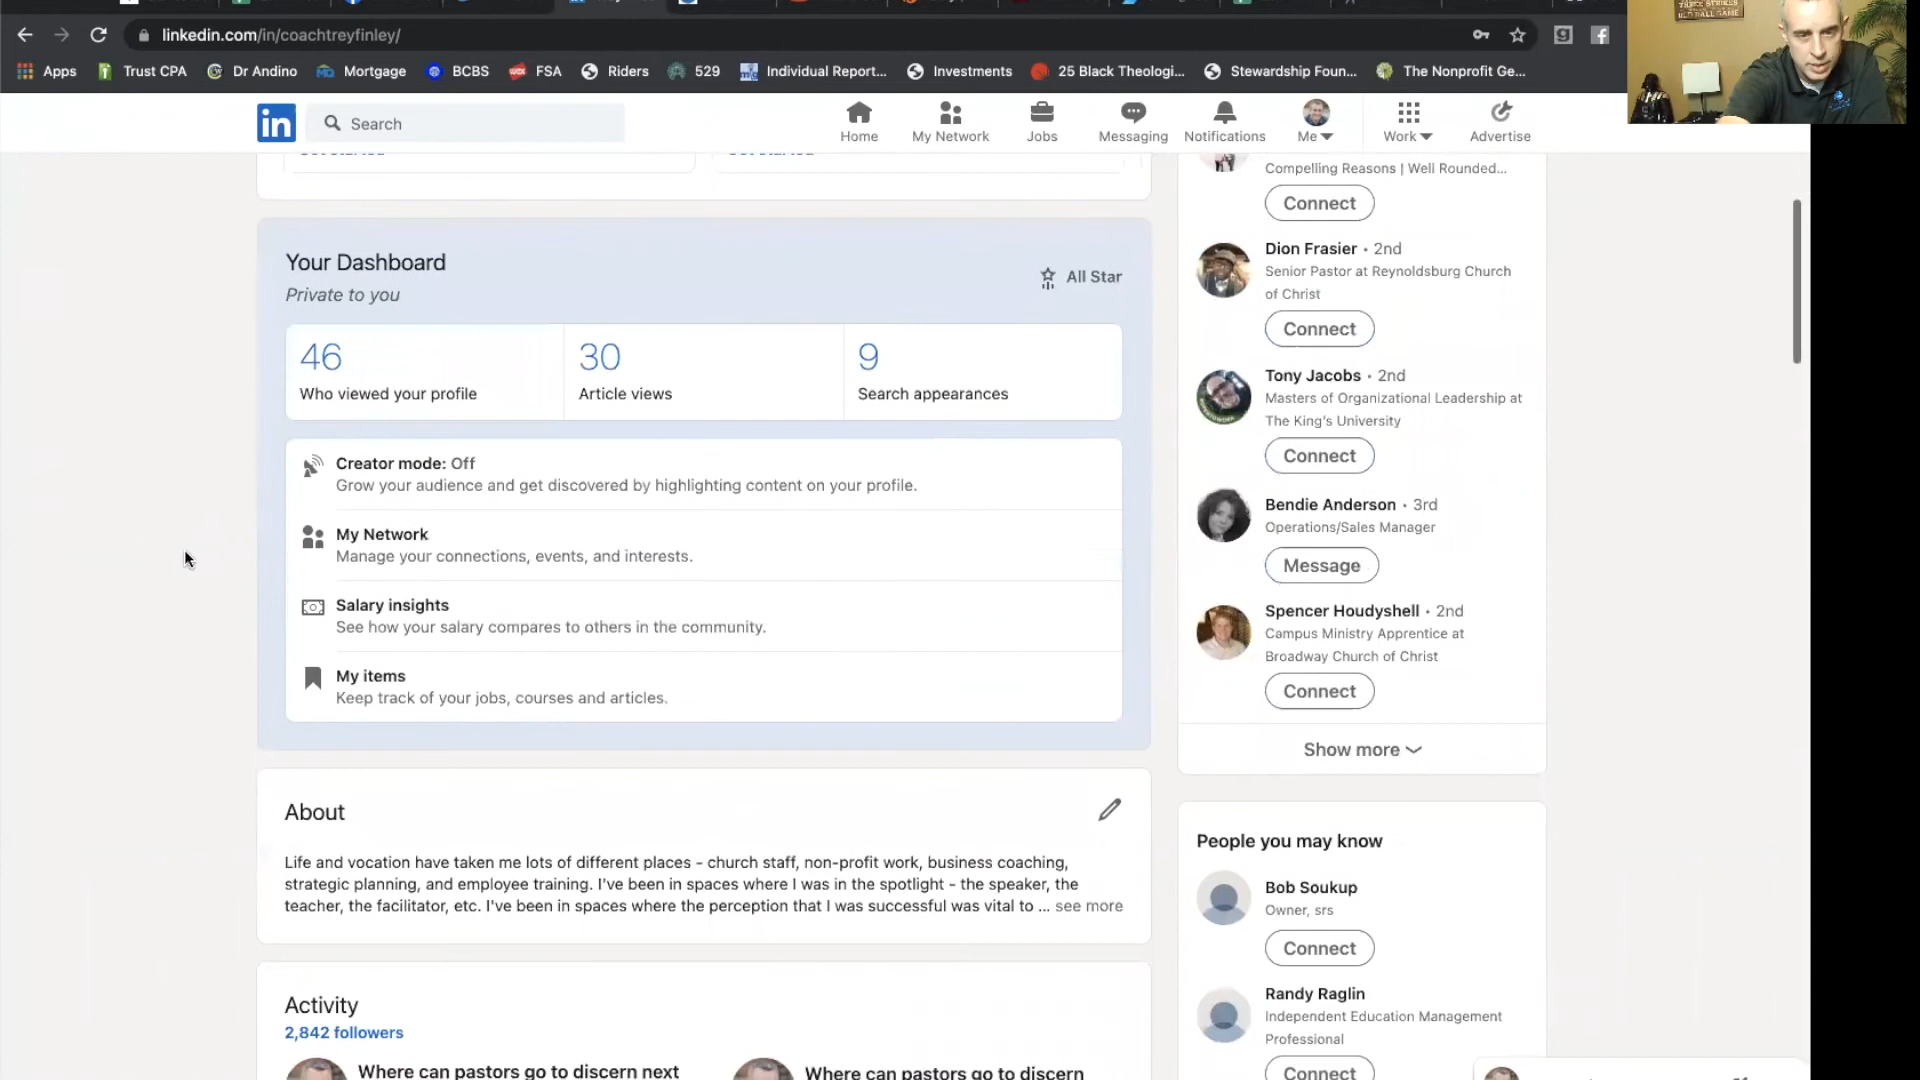 linkedin.com/in/coachtreyfinley/
Apps
Trust CPA
Dr Andino
Mortgage
BCBS
FSA
Riders
529
Individual Report...
Investments
25 Black Theologi...
Stewardship Foun...
The Nonprofit Ge...
THREE STRIKES
OLD BALL GAME
in
Search
Home
My Network
Jobs
Messaging
Notifications
Me
Work
Advertise
Your Dashboard
Private to you
All Star
46
Who viewed your profile
30
Article views
9
Search appearances
Creator mode: Off
Grow your audience and get discovered by highlighting content on your profile.
My Network
Manage your connections, events, and interests.
Salary insights
See how your salary compares to others in the community.
My items
Keep track of your jobs, courses and articles.
About
Life and vocation have taken me lots of different places - church staff, non-profit work, business coaching,
strategic planning, and employee training. I've been in spaces where I was in the spotlight - the speaker, the
teacher, the facilitator, etc. I've been in spaces where the perception that I was successful was vital to ... see more
Activity
2,842 followers
Where can pastors go to discern next
Where can pastors go to discern
Compelling Reasons | Well Rounded...
Connect
Dion Frasier • 2nd
Senior Pastor at Reynoldsburg Church
of Christ
Connect
Tony Jacobs • 2nd
Masters of Organizational Leadership at
The King's University
Connect
Bendie Anderson • 3rd
Operations/Sales Manager
Message
Spencer Houdyshell • 2nd
Campus Ministry Apprentice at
Broadway Church of Christ
Connect
Show more
People you may know
Bob Soukup
Owner, srs
Connect
Randy Raglin
Independent Education Management
Professional
Connect